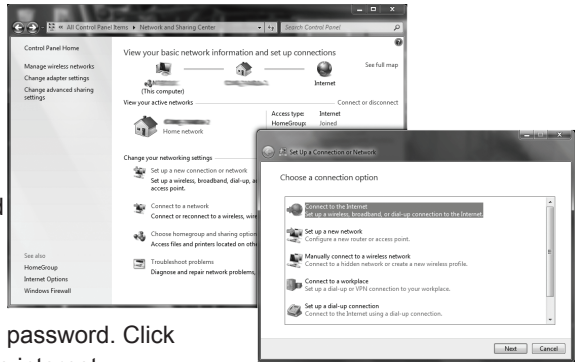 All Control Panel Items ▸ Network and Sharing Center
Search Control Panel
Control Panel Home
Manage wireless networks
Change adapter settings
Change advanced sharing
settings
See also
HomeGroup
Internet Options
Windows Firewall
View your basic network information and set up connections
See full map
(This computer)
Internet
View your active networks
Connect or disconnect
Home network
Access type: Internet
HomeGroup: Joined
Change your networking settings
Set up a new connection or network
Set up a wireless, broadband, dial-up, a
access point.
Connect to a network
Connect or reconnect to a wireless, wire
Choose homegroup and sharing option
Access files and printers located on othe
Troubleshoot problems
Diagnose and repair network problems,
Set Up a Connection or Network
Choose a connection option
Connect to the Internet
Set up a wireless, broadband, or dial-up connection to the Internet.
Set up a new network
Configure a new router or access point.
Manually connect to a wireless network
Connect to a hidden network or create a new wireless profile.
Connect to a workplace
Set up a dial-up or VPN connection to your workplace.
Set up a dial-up connection
Connect to the Internet using a dial-up connection.
Next
Cancel
password. Click